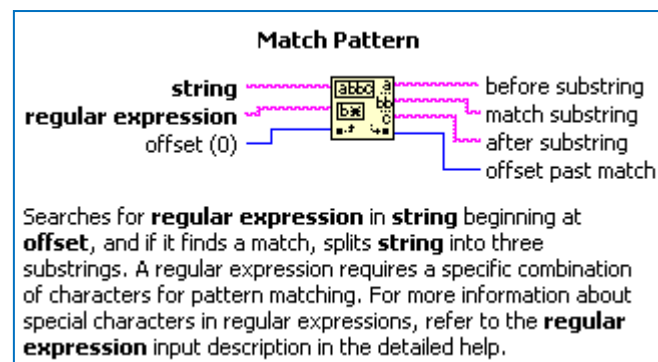 Match Pattern
string
regular expression
offset (0)
abbc
b*
a
bb
c
before substring
match substring
after substring
offset past match
Searches for regular expression in string beginning at
offset, and if it finds a match, splits string into three
substrings. A regular expression requires a specific combination
of characters for pattern matching. For more information about
special characters in regular expressions, refer to the regular
expression input description in the detailed help.